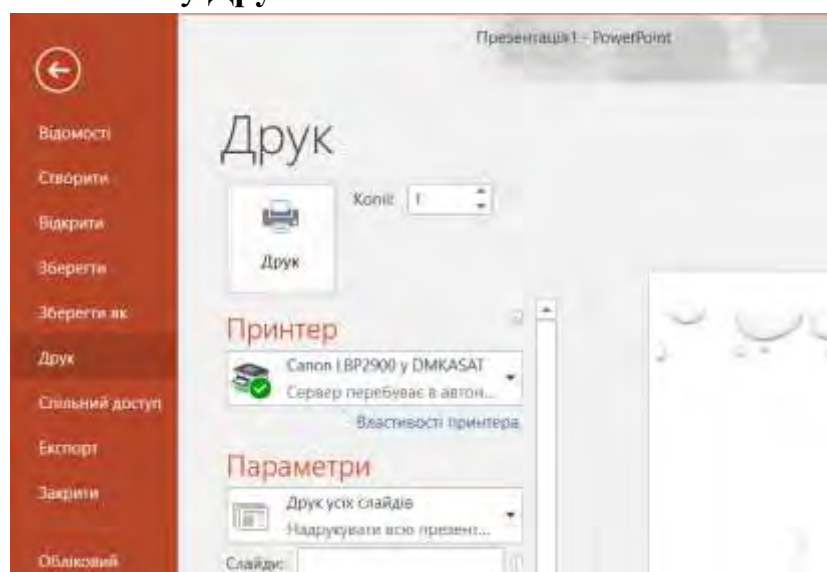 Презентація1 - PowerPoint
Відомості
Створити
Відкрити
Зберегти
Зберегти як
Друк
Спільний доступ
Експорт
Закрити
Обліковий
Друк
Копії: 1
Друк
Принтер
Canon LBP2900 у DMKASAT
Сервер перебуває в автон...
Властивості принтера
Параметри
Друк усіх слайдів
Надрукувати всю презент...
Слайди: